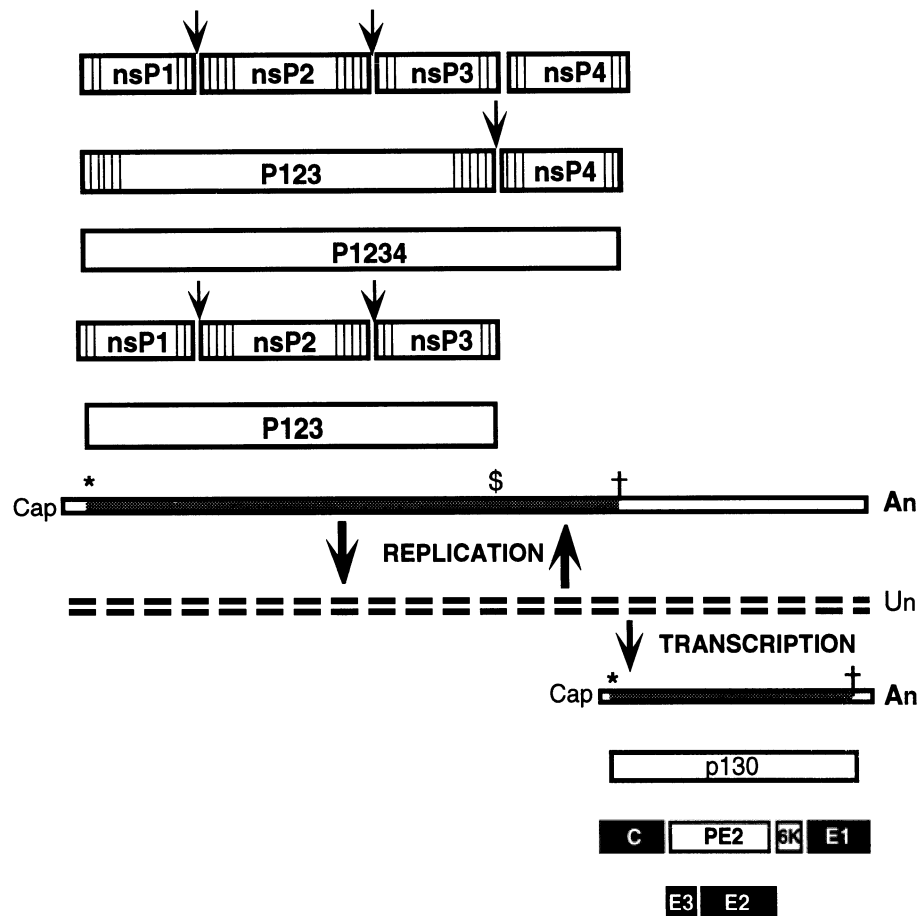 nsP1 nsP2 nsP3 nsP4
P123 nsP4
P1234
nsP1 nsP2 nsP3
P123
* $ †
Cap An
REPLICATION
Un
TRANSCRIPTION
* †
Cap An
p130
C PE2 6K E1
E3 E2